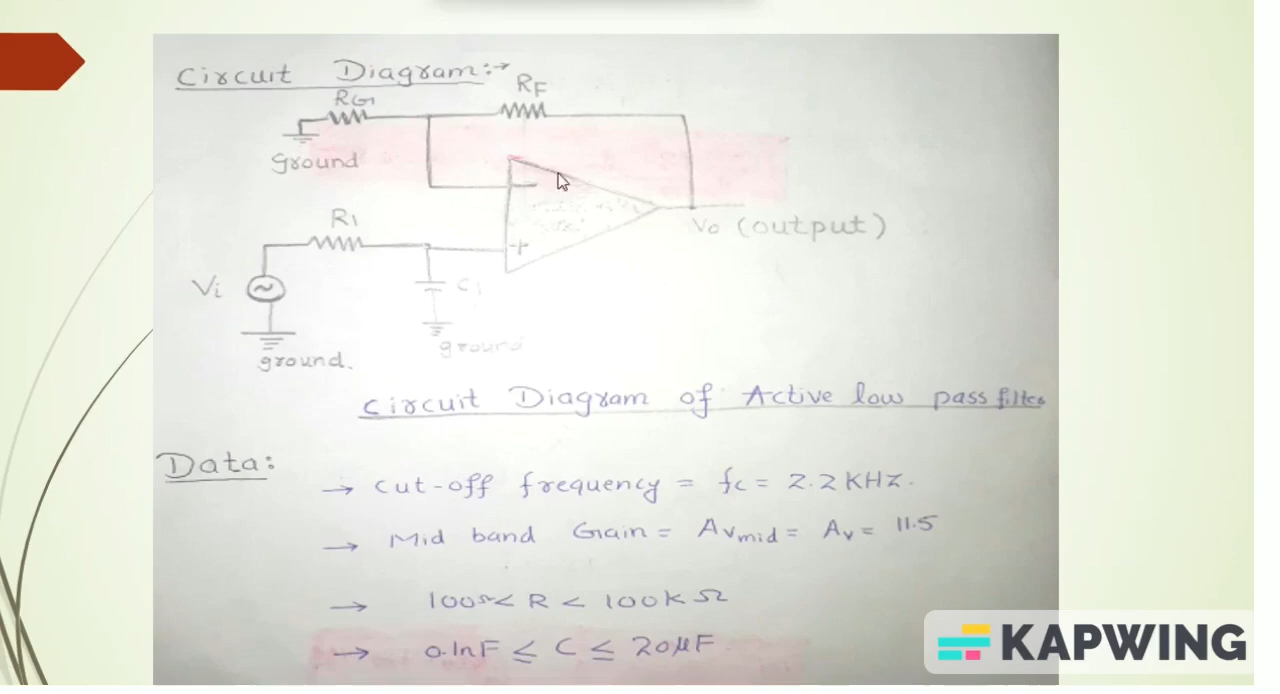 Circuit Diagram:→
RF
RG
ground
R1
Vo (output)
Vi
C1
ground
ground.
Circuit Diagram of Active low pass filter
Data:
→ Cut-off frequency = fc = 2.2 KHZ.
→ Mid band Gain = Avmid = Av = 11.5
→ 100Ω < R < 100K Ω
→ 0.1nF ≤ C ≤ 20μF
KAPWING